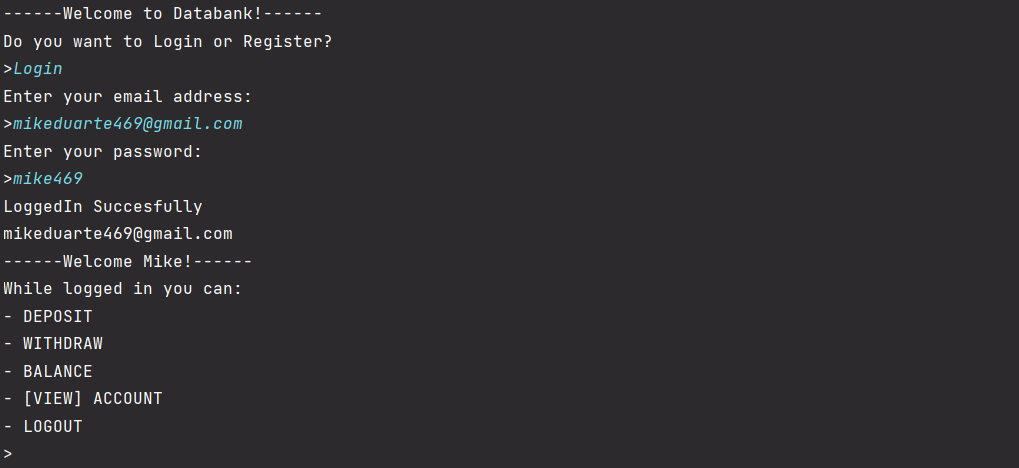 ------Welcome to Databank!------
Do you want to Login or Register?
>Login
Enter your email address:
>mikeduarte469@gmail.com
Enter your password:
>mike469
LoggedIn Succesfully
mikeduarte469@gmail.com
------Welcome Mike!------
While logged in you can:
- DEPOSIT
- WITHDRAW
- BALANCE
- [VIEW] ACCOUNT
- LOGOUT
>